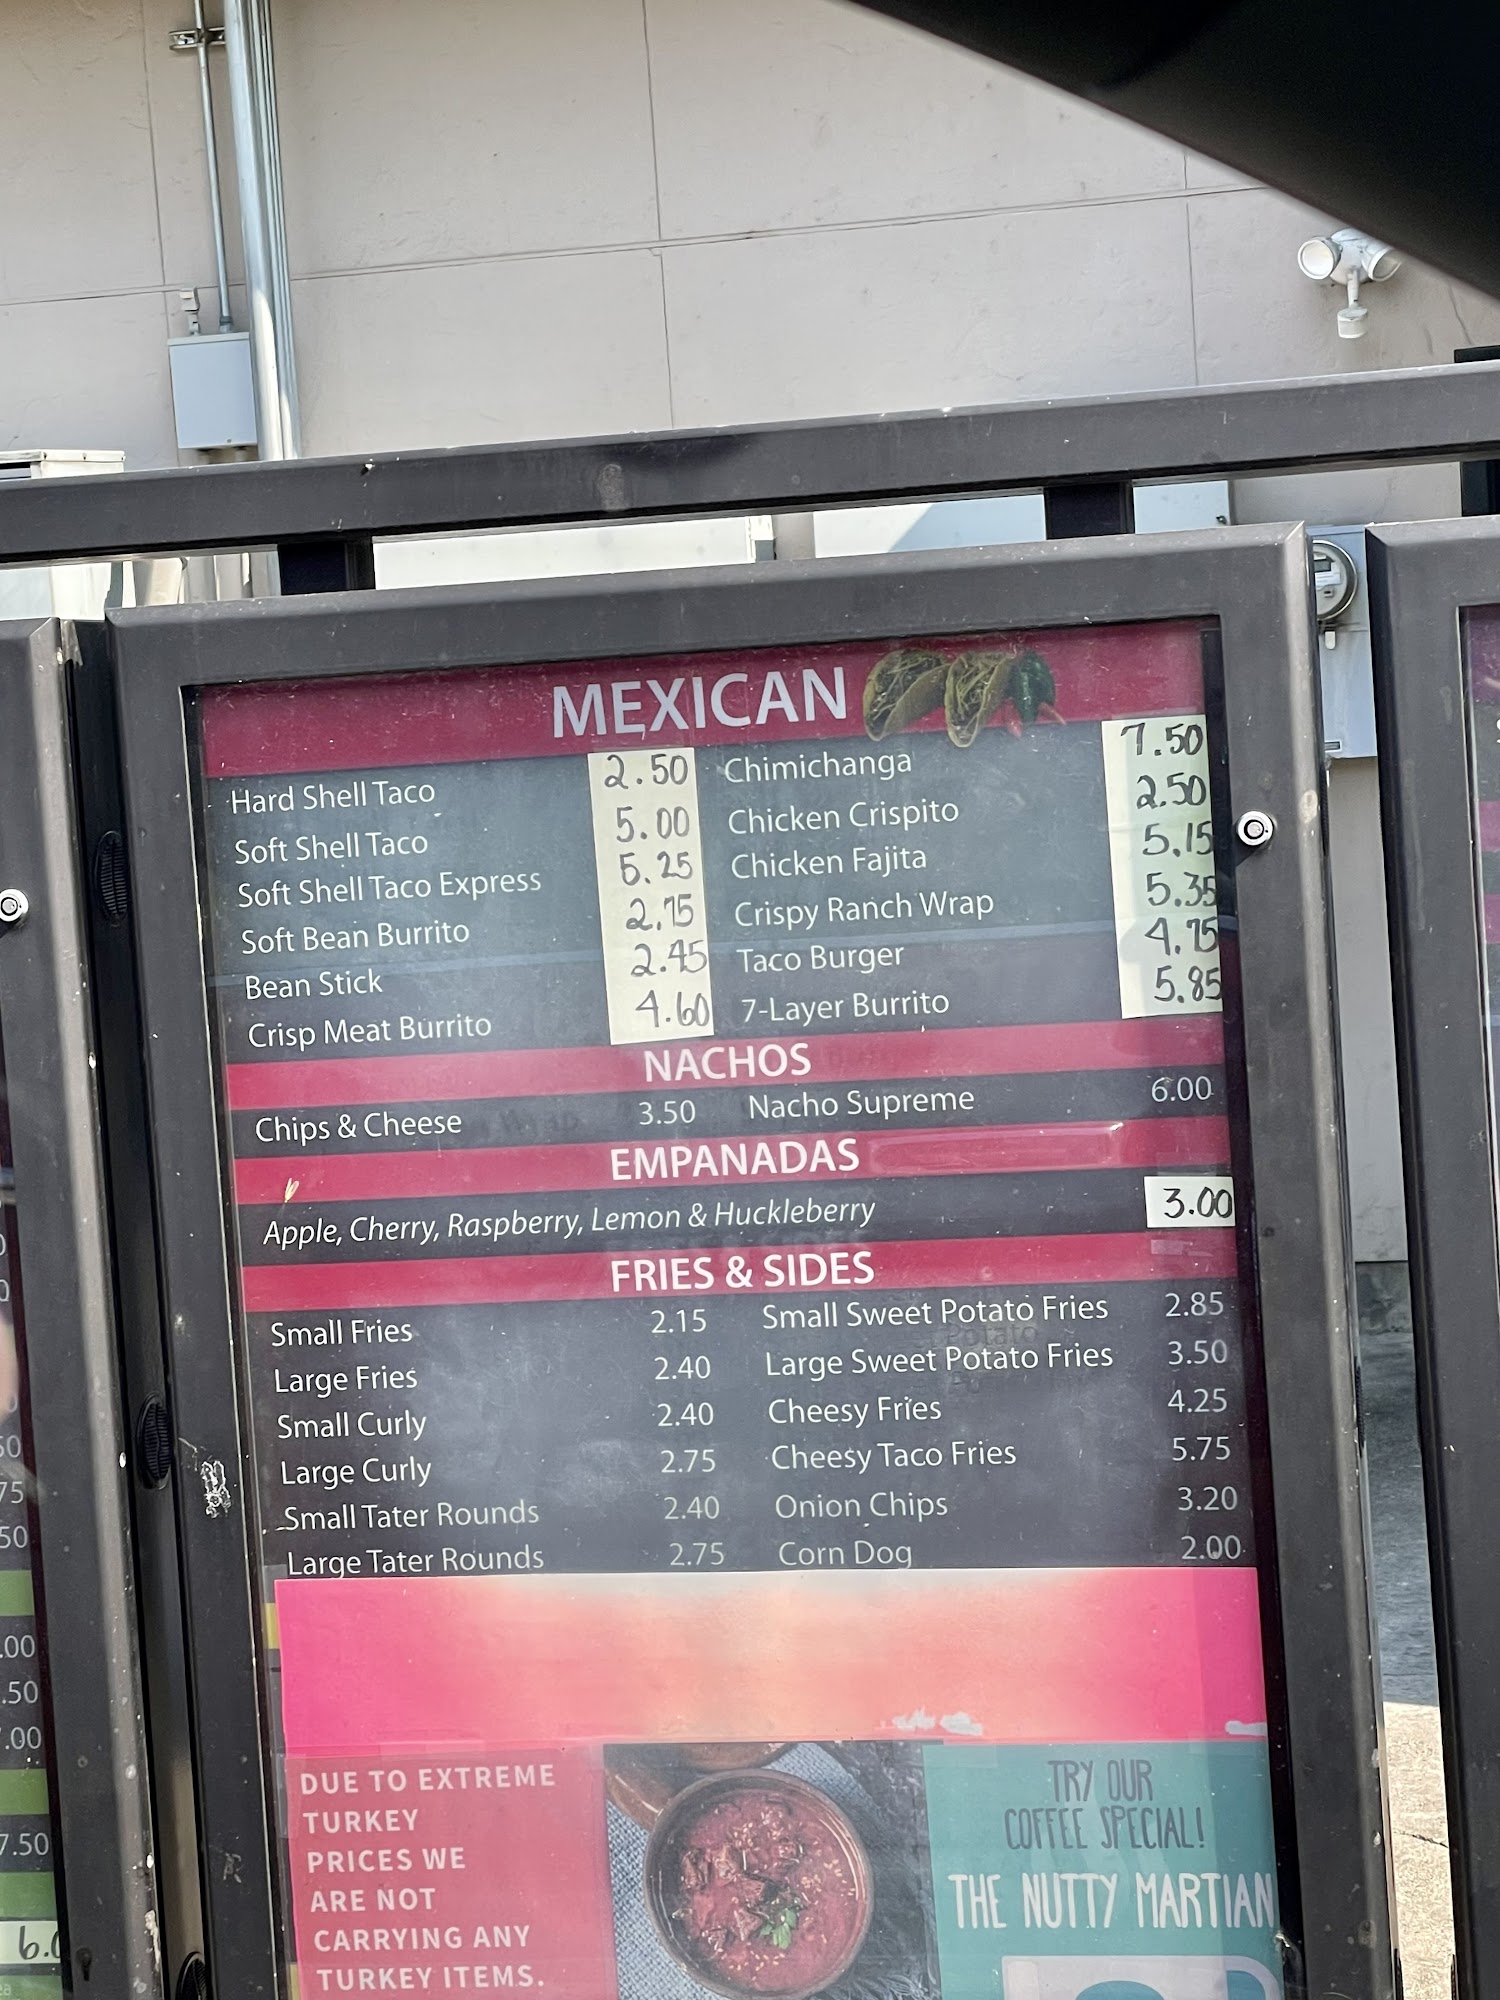 MEXICAN
Hard Shell Taco 2.50
Soft Shell Taco 5.00
Soft Shell Taco Express 5.25
Soft Bean Burrito 2.75
Bean Stick 2.45
Crisp Meat Burrito 4.60
Chimichanga 7.50
Chicken Crispito 2.50
Chicken Fajita 5.15
Crispy Ranch Wrap 5.35
Taco Burger 4.75
7-Layer Burrito 5.85
NACHOS
Chips & Cheese 3.50
Nacho Supreme 6.00
EMPANADAS
Apple, Cherry, Raspberry, Lemon & Huckleberry 3.00
FRIES & SIDES
Small Fries 2.15
Large Fries 2.40
Small Curly 2.40
Large Curly 2.75
Small Tater Rounds 2.40
Large Tater Rounds 2.75
Small Sweet Potato Fries 2.85
Large Sweet Potato Fries 3.50
Cheesy Fries 4.25
Cheesy Taco Fries 5.75
Onion Chips 3.20
Corn Dog 2.00
DUE TO EXTREME
TURKEY
PRICES WE
ARE NOT
CARRYING ANY
TURKEY ITEMS.
TRY OUR
COFFEE SPECIAL!
THE NUTTY MARTIAN
.00
.50
.00
7.50